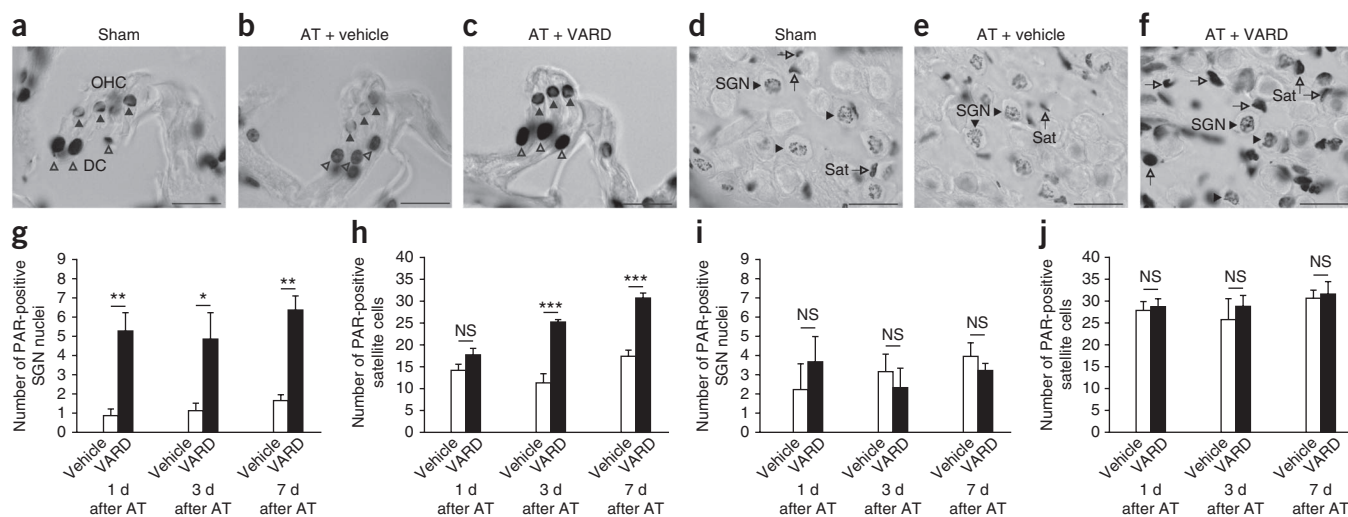 a
Sham
OHC
DC
b
AT + vehicle
c
AT + VARD
d
Sham
SGN
Sat
e
AT + vehicle
SGN
Sat
f
AT + VARD
Sat
SGN
g
Number of PAR-positive
SGN nuclei
9
8
7
6
5
4
3
2
1
0
**
*
**
Vehicle
VARD
Vehicle
VARD
Vehicle
VARD
1 d
after AT
3 d
after AT
7 d
after AT
h
Number of PAR-positive
satellite cells
40
35
30
25
20
15
10
5
0
NS
***
***
Vehicle
VARD
Vehicle
VARD
Vehicle
VARD
1 d
after AT
3 d
after AT
7 d
after AT
i
Number of PAR-positive
SGN nuclei
9
8
7
6
5
4
3
2
1
0
NS
NS
NS
Vehicle
VARD
Vehicle
VARD
Vehicle
VARD
1 d
after AT
3 d
after AT
7 d
after AT
j
Number of PAR-positive
satellite cells
40
35
30
25
20
15
10
5
0
NS
NS
NS
Vehicle
VARD
Vehicle
VARD
Vehicle
VARD
1 d
after AT
3 d
after AT
7 d
after AT